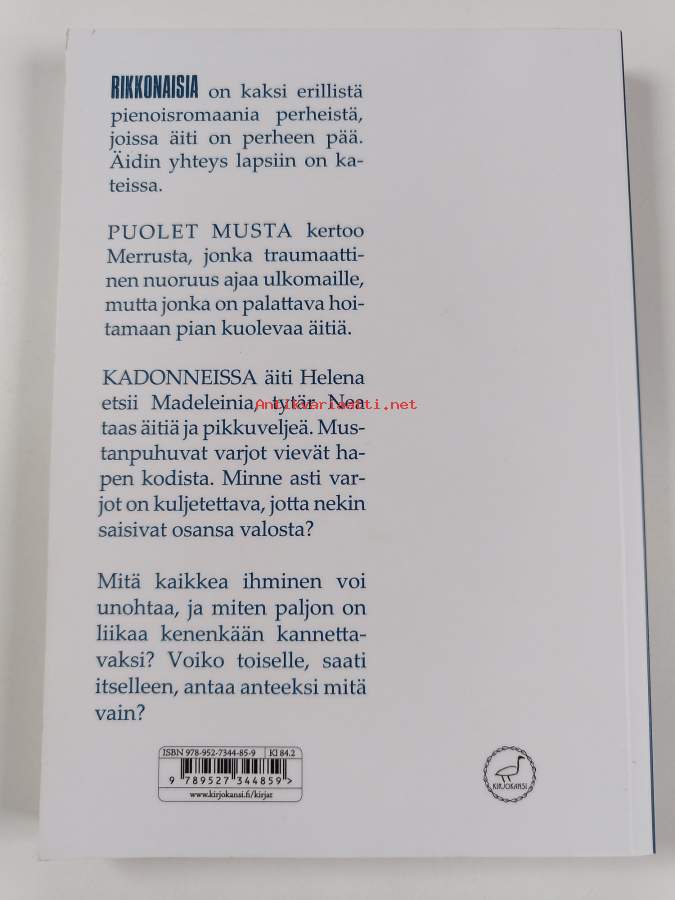 RIKKONAISIA on kaksi erillistä
pienoisromaania perheistä,
joissa äiti on perheen pää.
Äidin yhteys lapsiin on ka-
teissa.
PUOLET MUSTA kertoo
Merrusta, jonka traumaatti-
nen nuoruus ajaa ulkomaille,
mutta jonka on palattava hoi-
tamaan pian kuolevaa äitiä.
KADONNEISSA äiti Helena
etsii Madeleinia, tytär Nea
Antikvariaatti.net
taas äitiä ja pikkuveljeä. Mus-
tanpuhuvat varjot vievät ha-
pen kodista. Minne asti var-
jot on kuljetettava, jotta nekin
saisivat osansa valosta?
Mitä kaikkea ihminen voi
unohtaa, ja miten paljon on
liikaa kenenkään kannetta-
vaksi? Voiko toiselle, saati
itselleen, antaa anteeksi mitä
vain?
ISBN 978-952-7344-85-9 Kl 84.2
9 789527 344859 >
www.kirjokansi.fi/kirjat
KIRJOKANSI